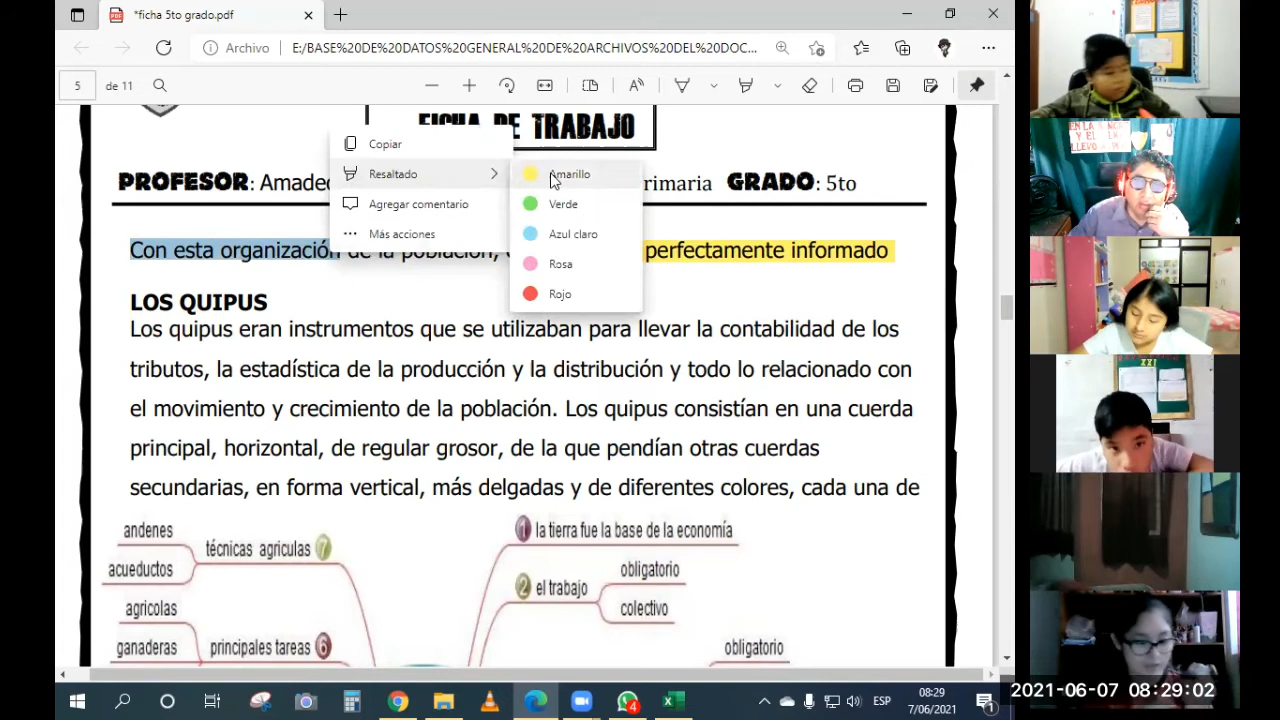 *ficha 5to grado.pdf
Archivo
E:/BASE%20DE%20DATOS%20GENERAL%20DE%20ARCHIVOS%20DEL%20DOC...
5
de 11
FICHA DE TRABAJO
PROFESOR: Amadeo
rimaria GRADO: 5to
Copiar
Resaltado
Agregar comentario
Más acciones
Amarillo
Verde
Azul claro
Rosa
Rojo
Con esta organización de la población, perfectamente informado
LOS QUIPUS
Los quipus eran instrumentos que se utilizaban para llevar la contabilidad de los
tributos, la estadística de la producción y la distribución y todo lo relacionado con
el movimiento y crecimiento de la población. Los quipus consistían en una cuerda
principal, horizontal, de regular grosor, de la que pendían otras cuerdas
secundarias, en forma vertical, más delgadas y de diferentes colores, cada una de
andenes
acueductos
técnicas agriculas 7
agricolas
ganaderas
principales tareas 6
1 la tierra fue la base de la economía
2 el trabajo
obligatorio
colectivo
obligatorio
4
ESP
08:29
7/06/2021
1
2021-06-07 08:29:02